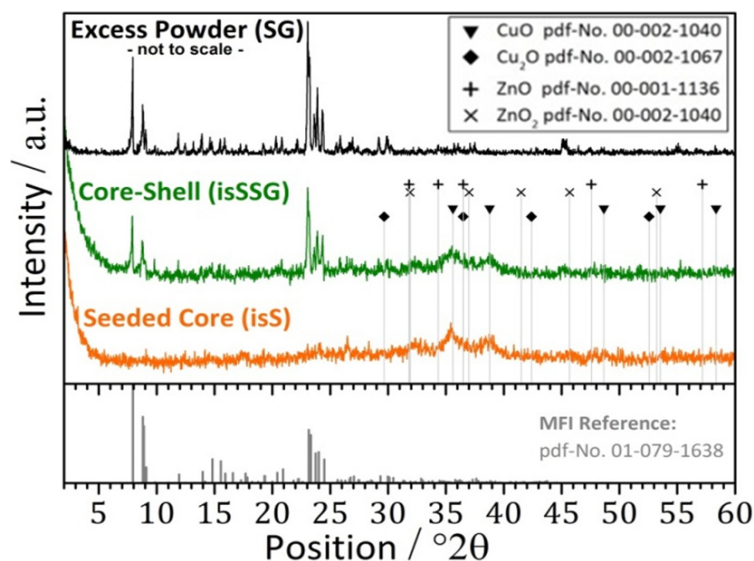 Excess Powder (SG)
- not to scale -
CuO pdf-No. 00-002-1040
Cu₂O pdf-No. 00-002-1067
ZnO pdf-No. 00-001-1136
ZnO₂ pdf-No. 00-002-1040
Core-Shell (isSSG)
Seeded Core (isS)
MFI Reference:
pdf-No. 01-079-1638
Intensity / a.u.
5 10 15 20 25 30 35 40 45 50 55 60
Position / °2θ